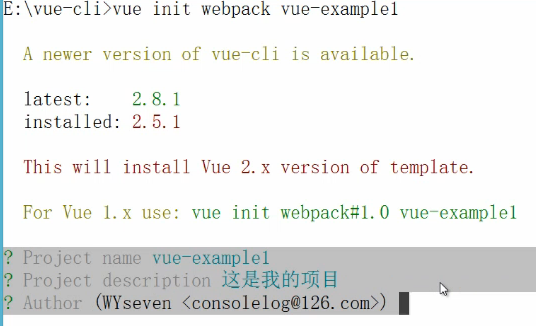 E:\vue-cli>vue init webpack vue-example1
A newer version of vue-cli is available.
latest: 2.8.1
installed: 2.5.1
This will install Vue 2.x version of template.
For Vue 1.x use: vue init webpack#1.0 vue-example1
? Project name vue-example1
? Project description 这是我的项目
? Author (WYseven <consolelog@126.com>)